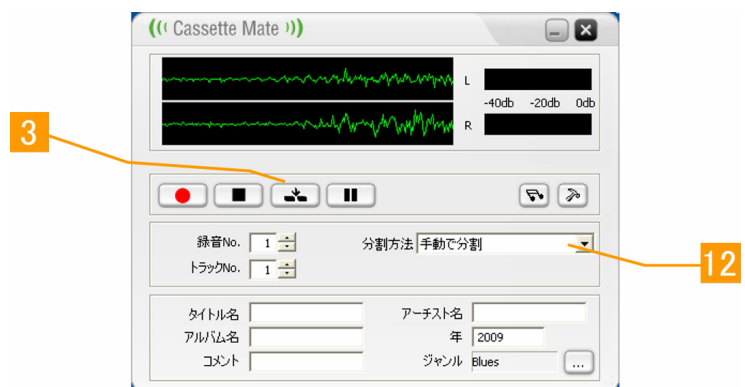 ((( Cassette Mate )))
L
-40db -20db 0db
R
3
録音No. 1 分割方法 手動で分割
トラックNo. 1
12
タイトル名 アーチスト名
アルバム名 年 2009
コメント ジャンル Blues ...